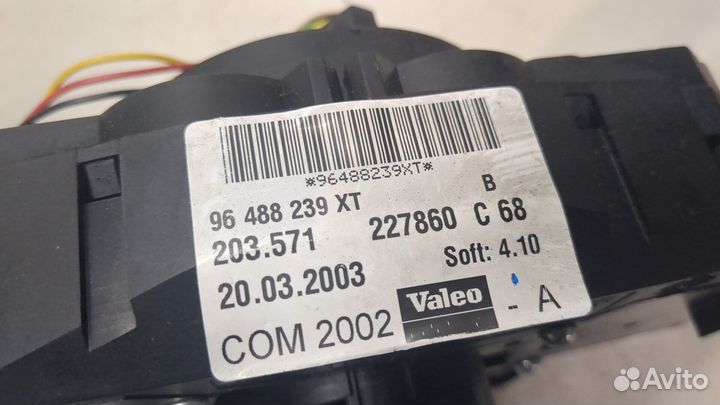 *96488239XT*
96 488 239 XT B
203.571 227860 C 68
20.03.2003 Soft: 4.10
COM 2002 Valeo - A
Avito